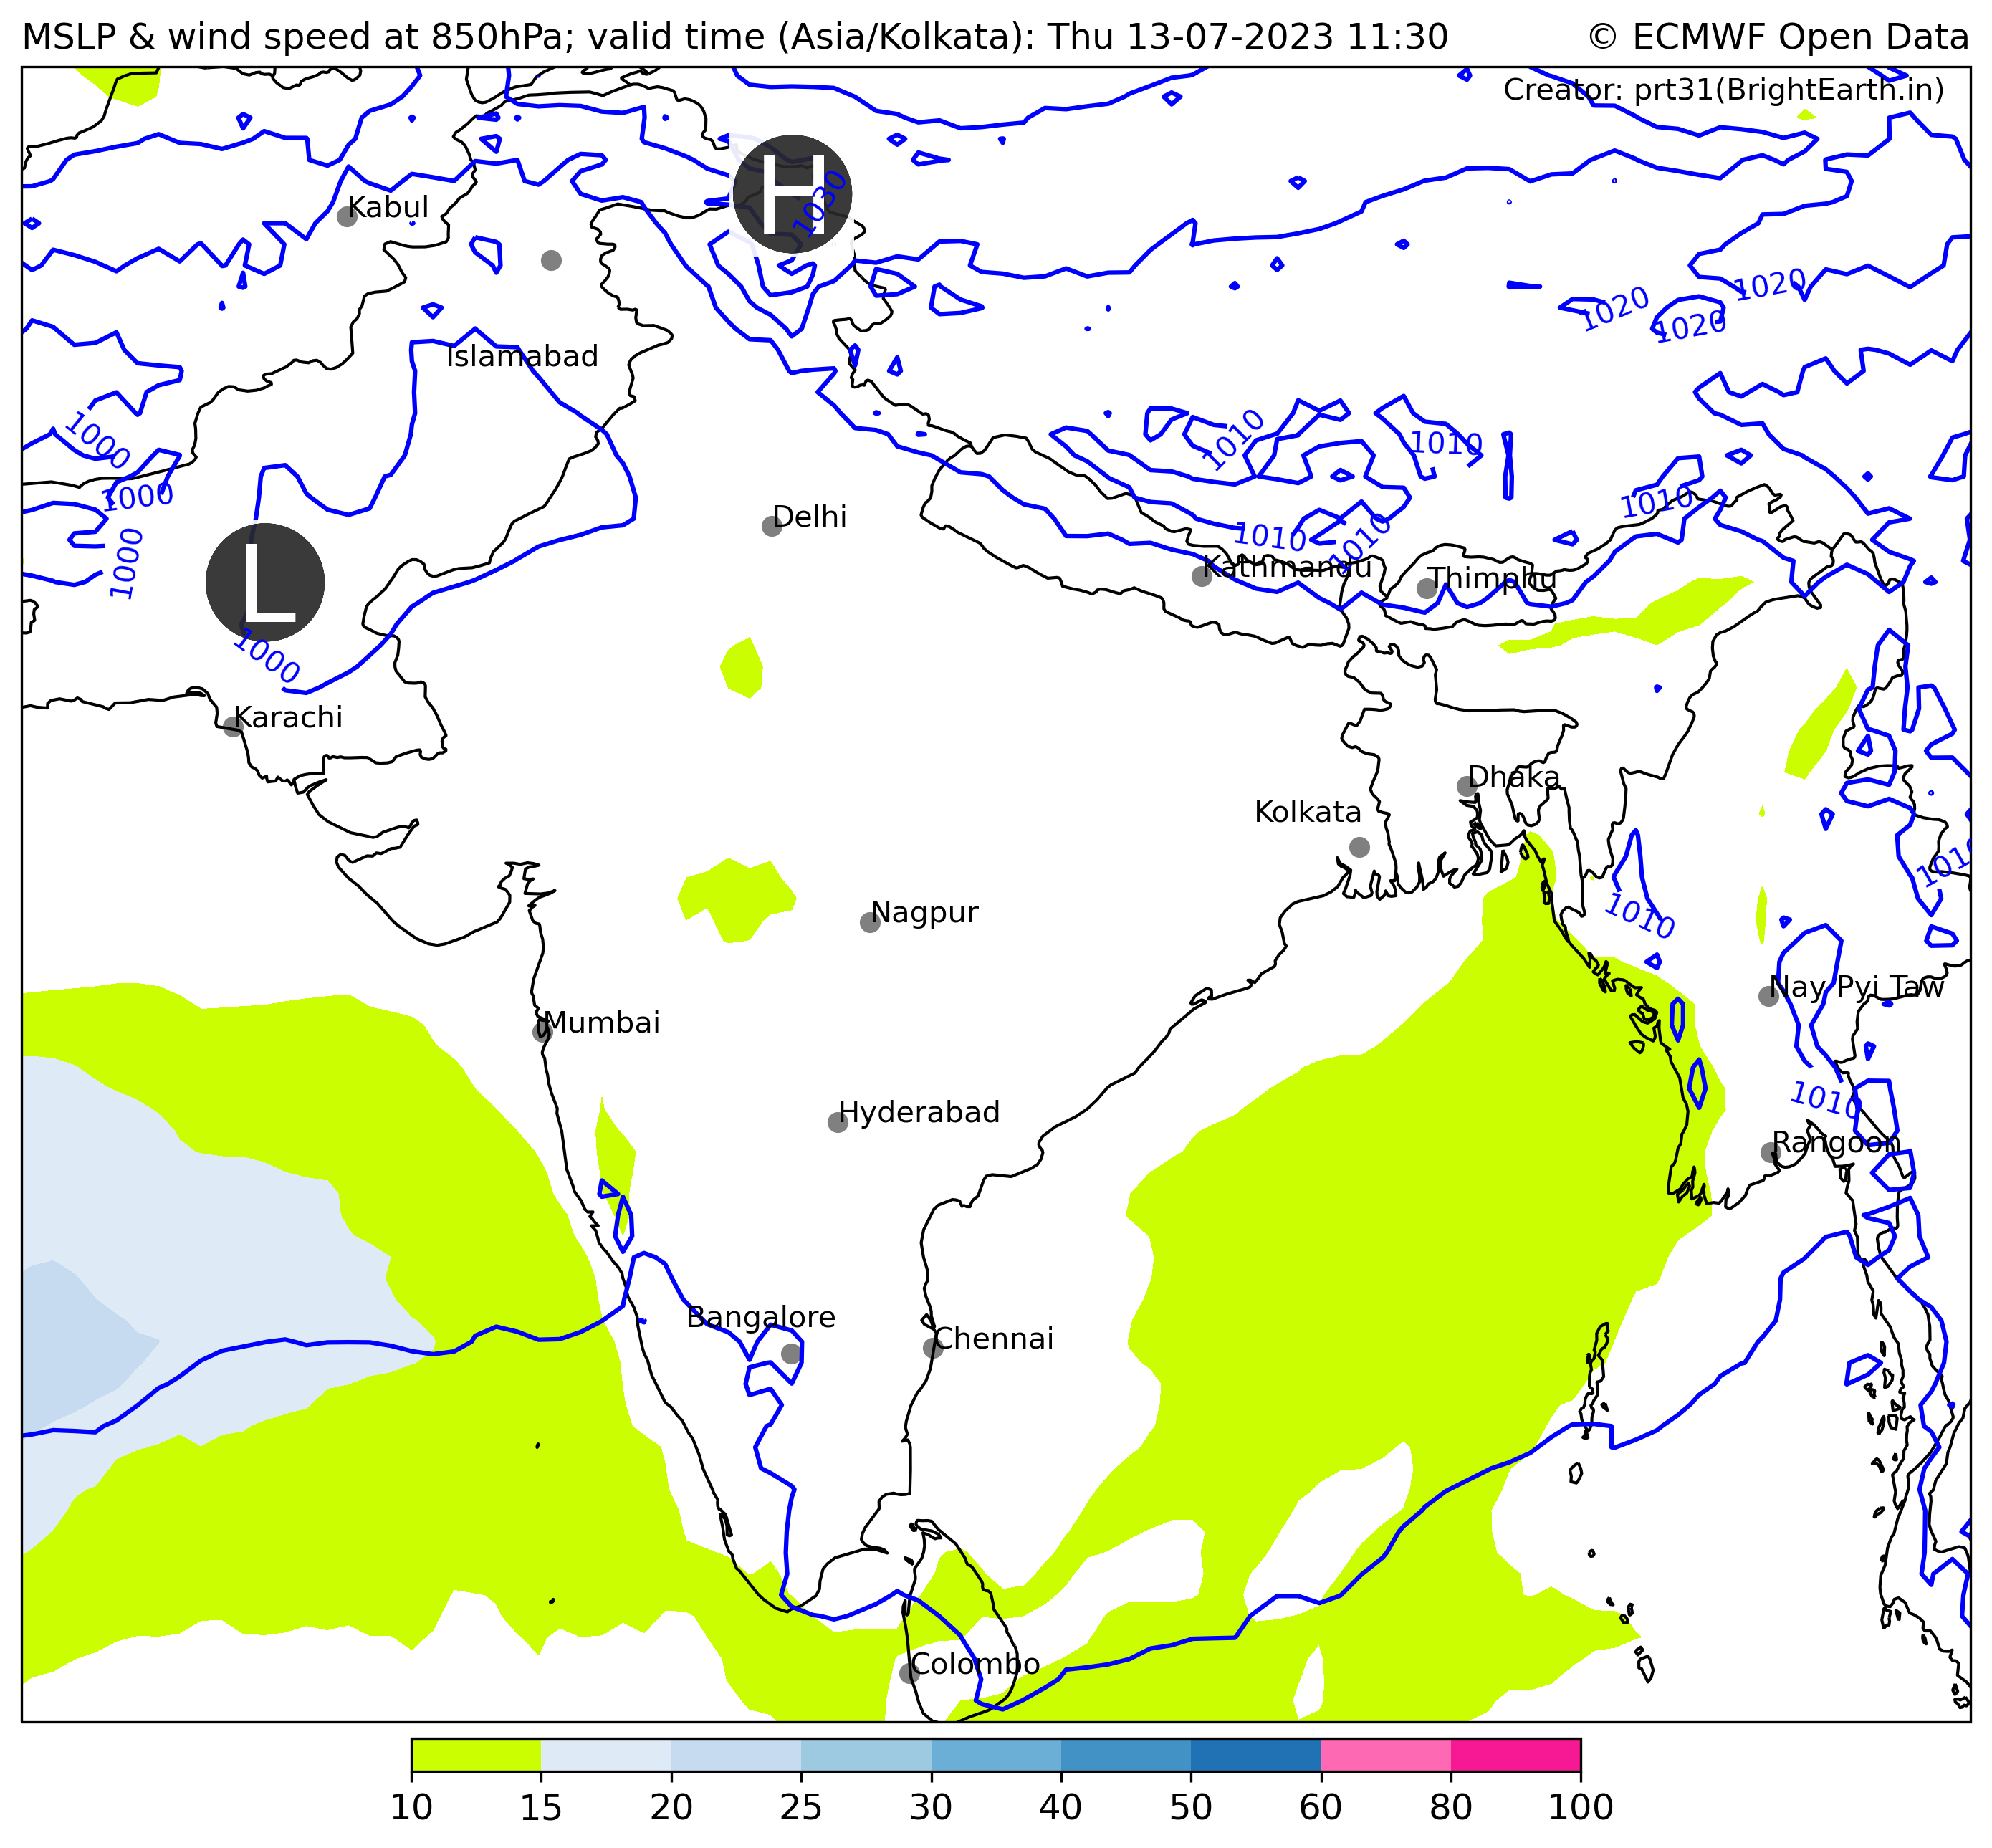 MSLP & wind speed at 850hPa; valid time (Asia/Kolkata): Thu 13-07-2023 11:30
© ECMWF Open Data
Creator: prt31(BrightEarth.in)
H
1030
Kabul
1020
1020
1020
Islamabad
1000
1010
1010
1000
1010
Delhi
1000
1010
1010
Kathmandu
Thimphu
L
1000
Karachi
Dhaka
Kolkata
1010
Nagpur
1010
Nay Pyi Taw
Mumbai
1010
Hyderabad
Rangoon
Bangalore
Chennai
Colombo
10 15 20 25 30 40 50 60 80 100